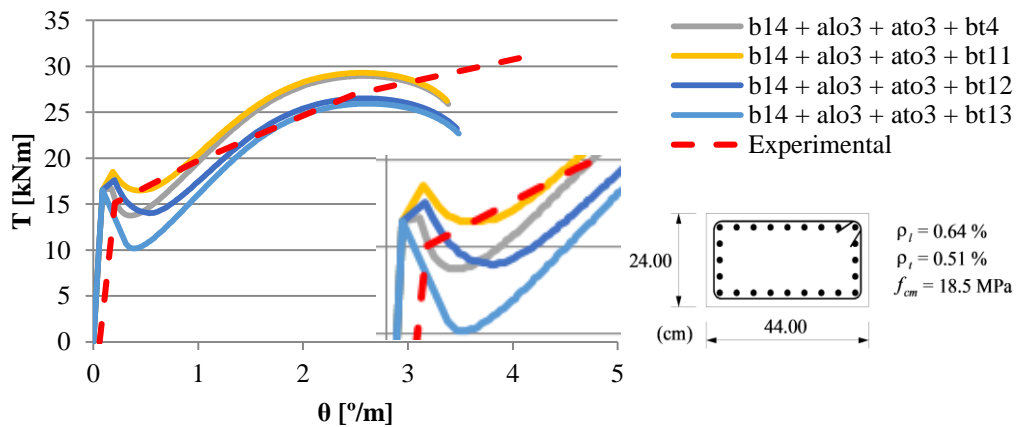 35
30
25
20
15
10
5
0
T [kNm]
0
1
2
3
4
5
θ [º/m]
b14 + alo3 + ato3 + bt4
b14 + alo3 + ato3 + bt11
b14 + alo3 + ato3 + bt12
b14 + alo3 + ato3 + bt13
Experimental
24.00
(cm)
44.00
ρl = 0.64 %
ρt = 0.51 %
fcm = 18.5 MPa